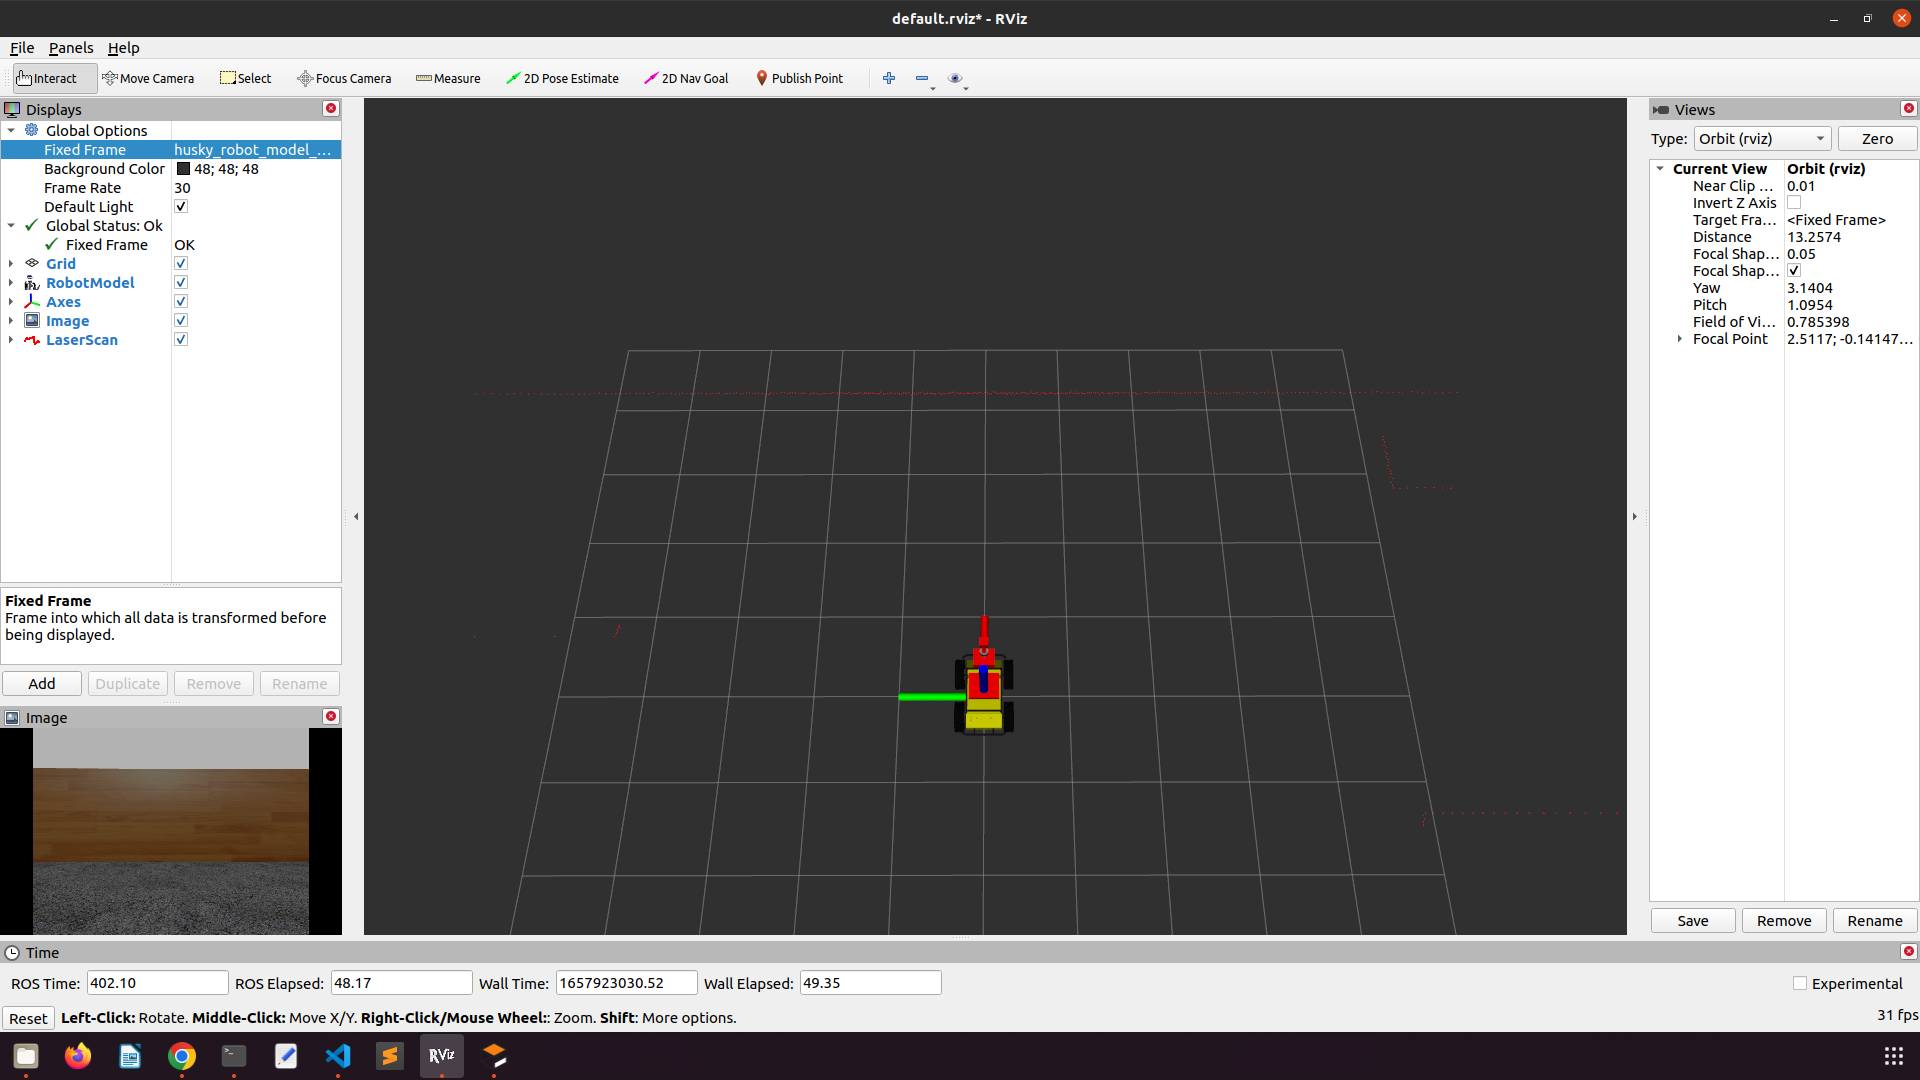 default.rviz* - RViz
File Panels Help
Interact Move Camera Select Focus Camera Measure 2D Pose Estimate 2D Nav Goal Publish Point
Displays
Global Options
Fixed Frame husky_robot_model_...
Background Color 48; 48; 48
Frame Rate 30
Default Light
Global Status: Ok
Fixed Frame OK
Grid
RobotModel
Axes
Image
LaserScan
Fixed Frame
Frame into which all data is transformed before
being displayed.
Add Duplicate Remove Rename
Image
Views
Type: Orbit (rviz) Zero
Current View Orbit (rviz)
Near Clip ... 0.01
Invert Z Axis
Target Fra... <Fixed Frame>
Distance 13.2574
Focal Shap... 0.05
Focal Shap...
Yaw 3.1404
Pitch 1.0954
Field of Vi... 0.785398
Focal Point 2.5117; -0.14147...
Save Remove Rename
Time
ROS Time: 402.10 ROS Elapsed: 48.17 Wall Time: 1657923030.52 Wall Elapsed: 49.35 Experimental
Reset Left-Click: Rotate. Middle-Click: Move X/Y. Right-Click/Mouse Wheel:: Zoom. Shift: More options. 31 fps
RViz